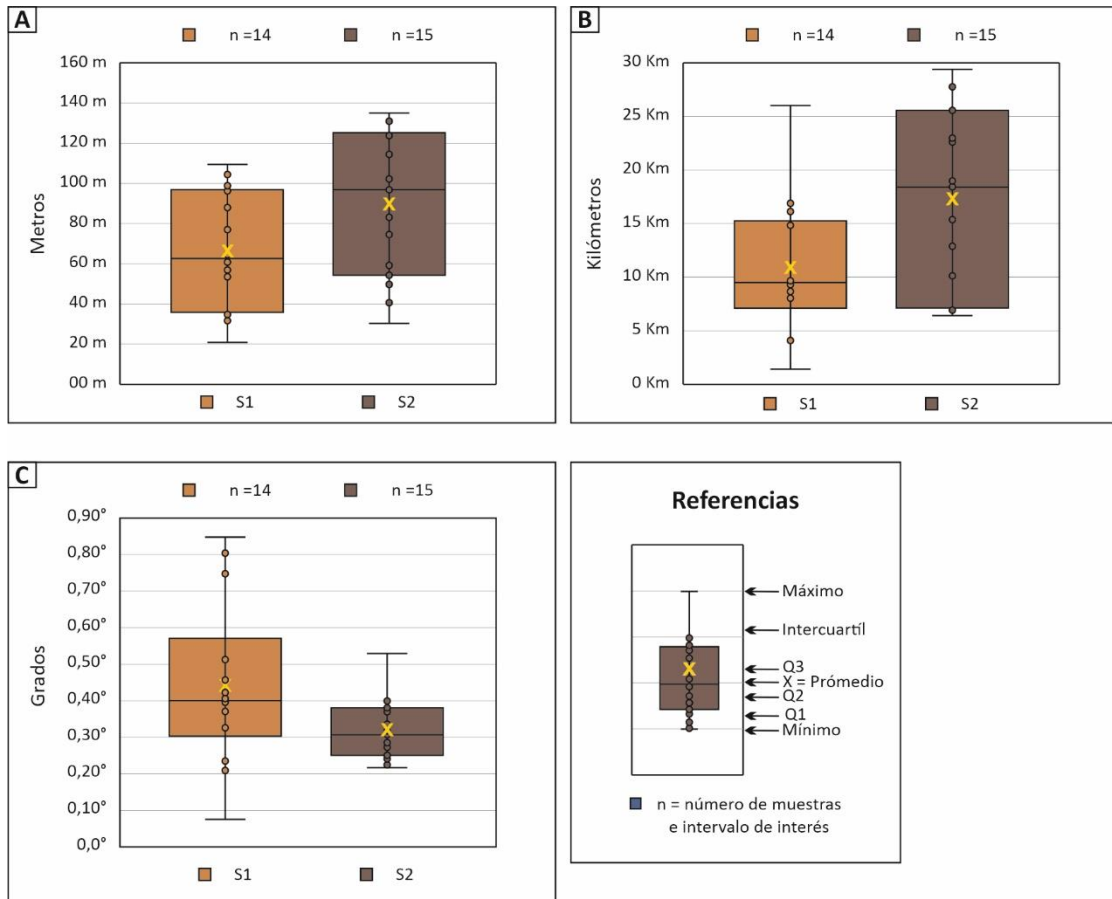 A
n =14 n =15
160 m
140 m
120 m
100 m
80 m
60 m
40 m
20 m
00 m
Metros
S1 S2
B
n =14 n =15
30 Km
25 Km
20 Km
15 Km
10 Km
5 Km
0 Km
Kilómetros
S1 S2
C
n =14 n =15
0,90°
0,80°
0,70°
0,60°
0,50°
0,40°
0,30°
0,20°
0,10°
0,0°
Grados
S1 S2
Referencias
Máximo
Intercuartíl
Q3
X = Prómedio
Q2
Q1
Mínimo
n = número de muestras
e intervalo de interés